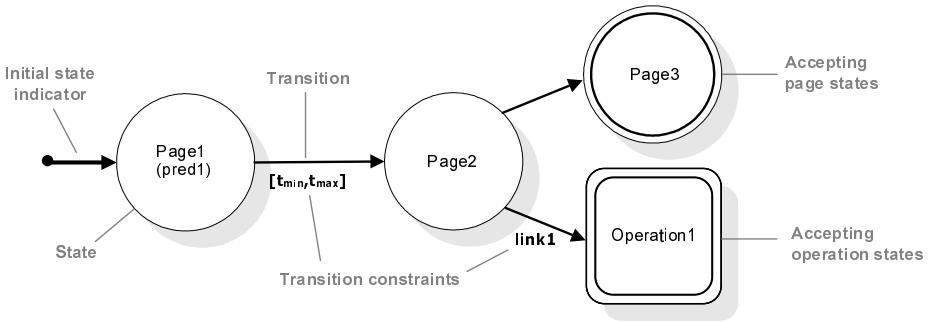 Initial state
indicator
Transition
Page3
Accepting
page states
Page1
(pred1)
Page2
[tmin,tmax]
State
Transition constraints
link1
Operation1
Accepting
operation states